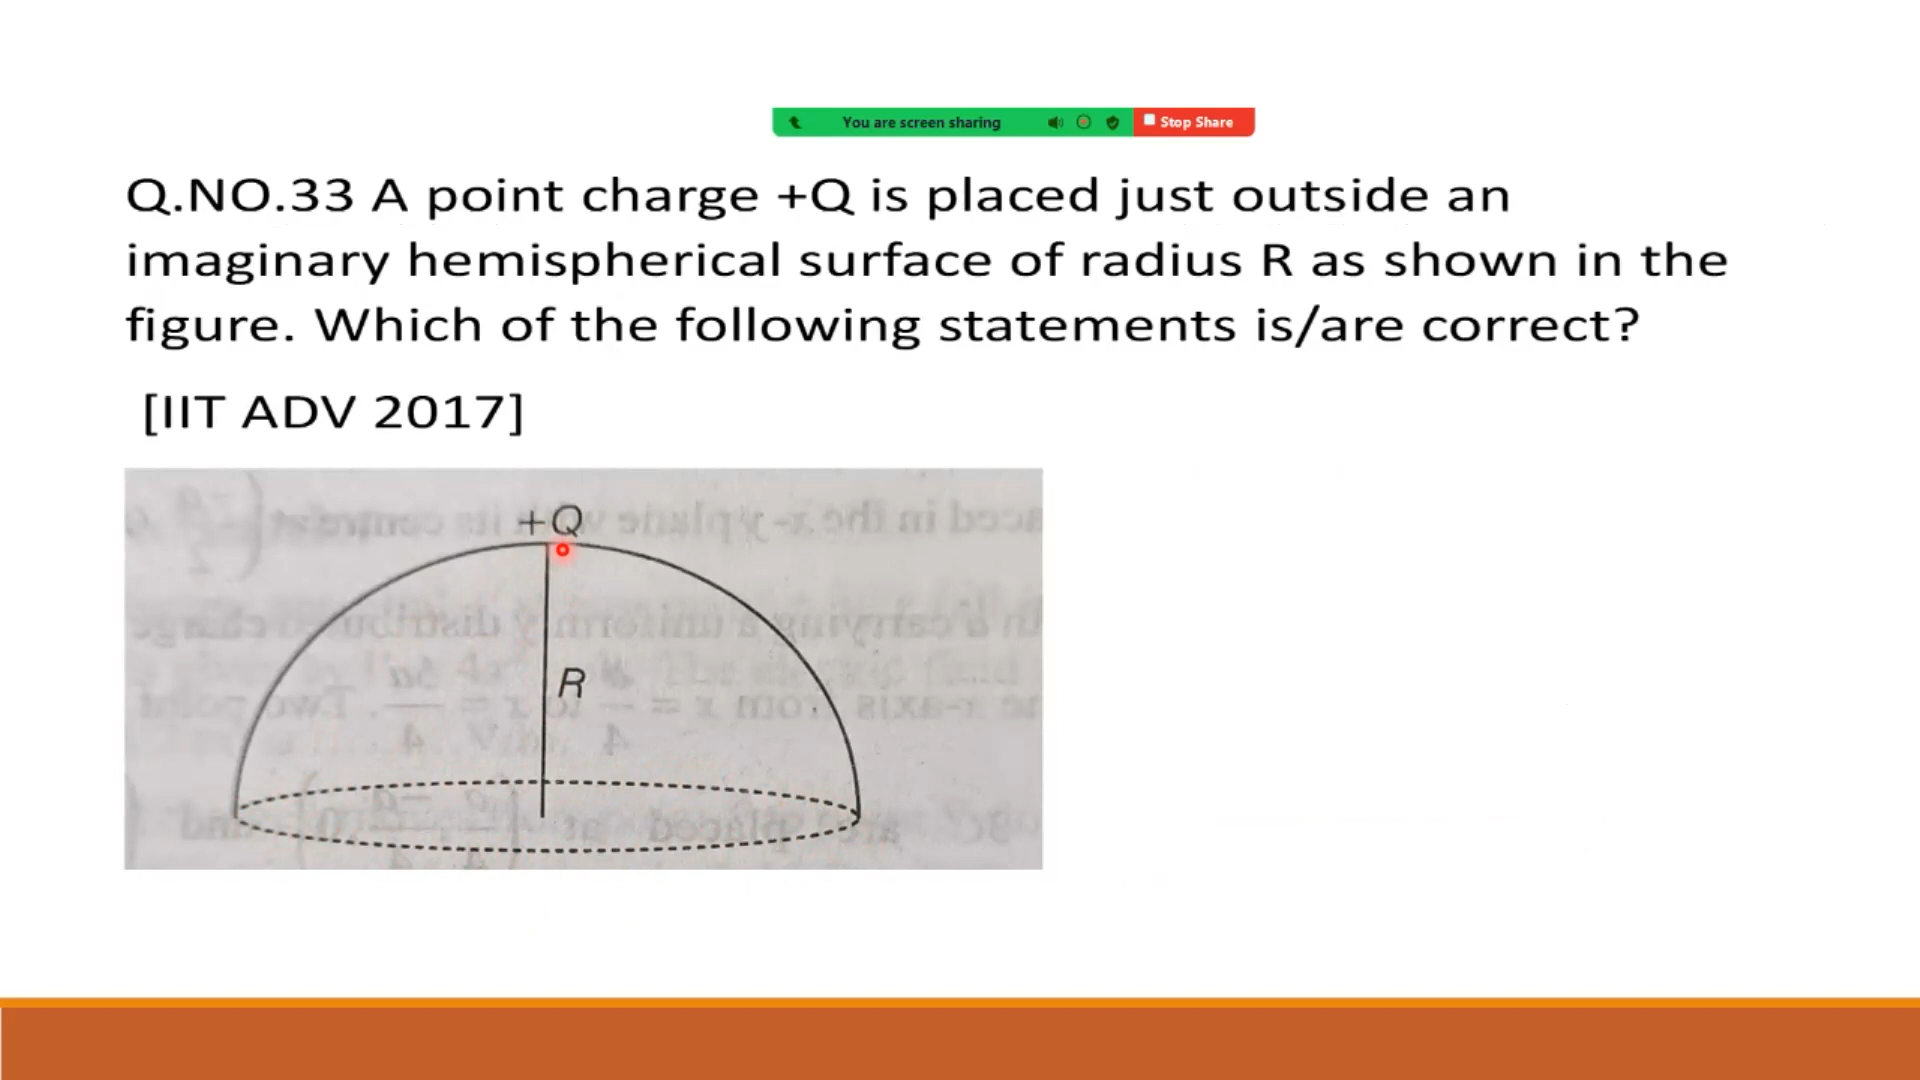 You are screen sharing
Stop Share
Q.NO.33 A point charge +Q is placed just outside an
imaginary hemispherical surface of radius R as shown in the
figure. Which of the following statements is/are correct?
[IIT ADV 2017]
+Q
R